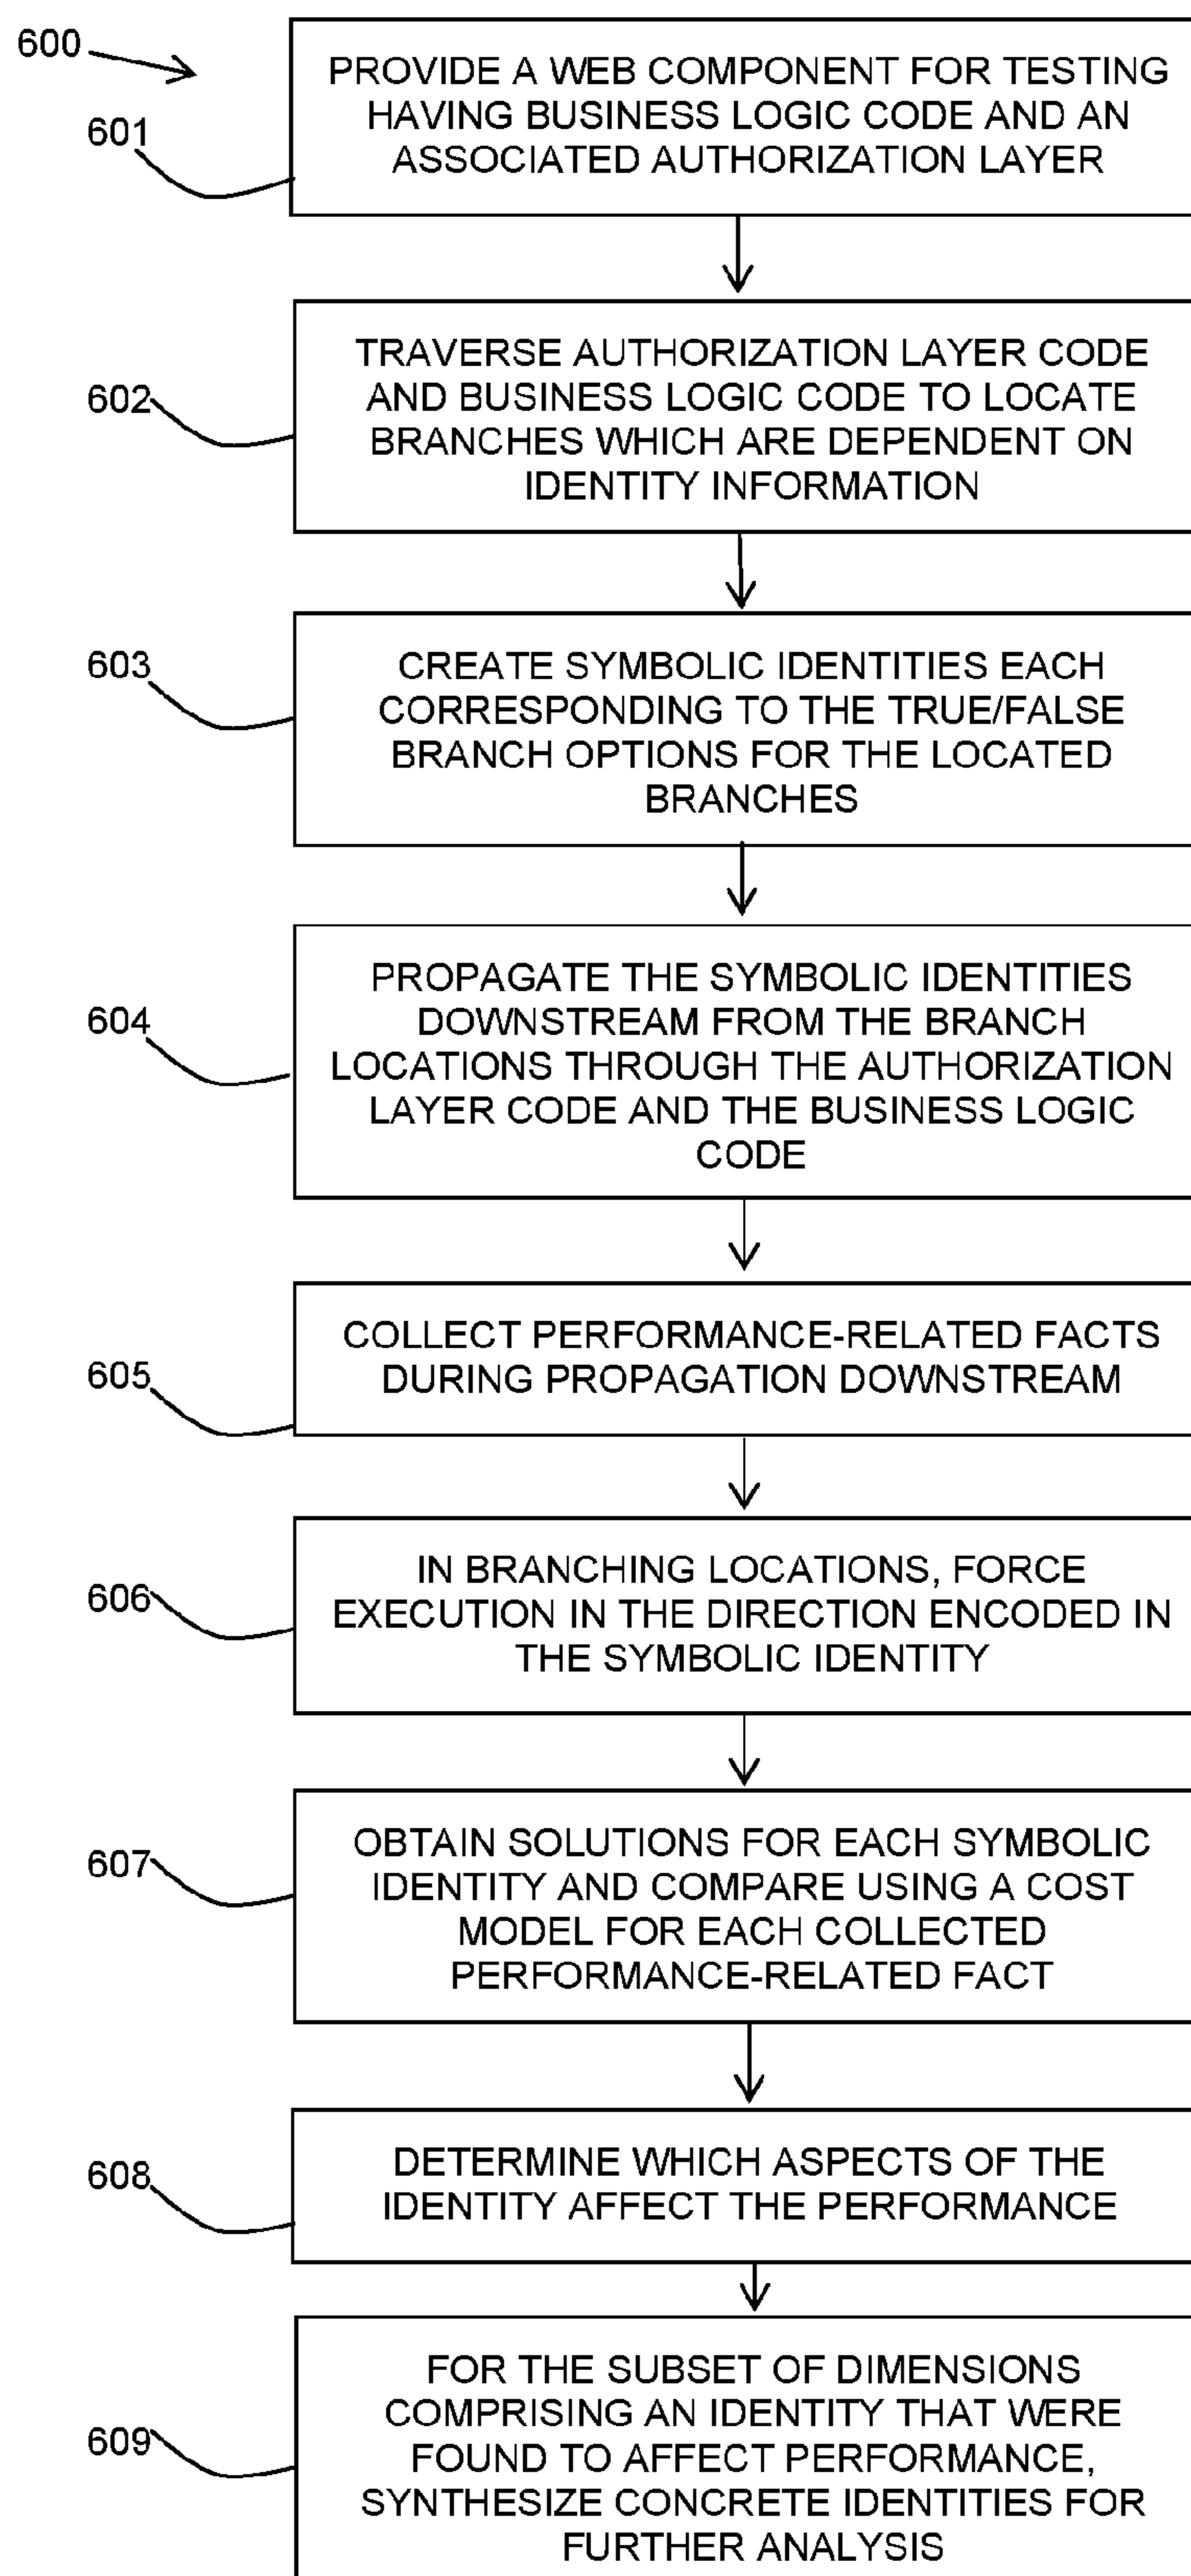 600
PROVIDE A WEB COMPONENT FOR TESTING
HAVING BUSINESS LOGIC CODE AND AN
ASSOCIATED AUTHORIZATION LAYER
601
TRAVERSE AUTHORIZATION LAYER CODE
AND BUSINESS LOGIC CODE TO LOCATE
BRANCHES WHICH ARE DEPENDENT ON
IDENTITY INFORMATION
602
CREATE SYMBOLIC IDENTITIES EACH
CORRESPONDING TO THE TRUE/FALSE
BRANCH OPTIONS FOR THE LOCATED
BRANCHES
603
PROPAGATE THE SYMBOLIC IDENTITIES
DOWNSTREAM FROM THE BRANCH
LOCATIONS THROUGH THE AUTHORIZATION
LAYER CODE AND THE BUSINESS LOGIC
CODE
604
COLLECT PERFORMANCE-RELATED FACTS
DURING PROPAGATION DOWNSTREAM
605
IN BRANCHING LOCATIONS, FORCE
EXECUTION IN THE DIRECTION ENCODED IN
THE SYMBOLIC IDENTITY
606
OBTAIN SOLUTIONS FOR EACH SYMBOLIC
IDENTITY AND COMPARE USING A COST
MODEL FOR EACH COLLECTED
PERFORMANCE-RELATED FACT
607
DETERMINE WHICH ASPECTS OF THE
IDENTITY AFFECT THE PERFORMANCE
608
FOR THE SUBSET OF DIMENSIONS
COMPRISING AN IDENTITY THAT WERE
FOUND TO AFFECT PERFORMANCE,
SYNTHESIZE CONCRETE IDENTITIES FOR
FURTHER ANALYSIS
609